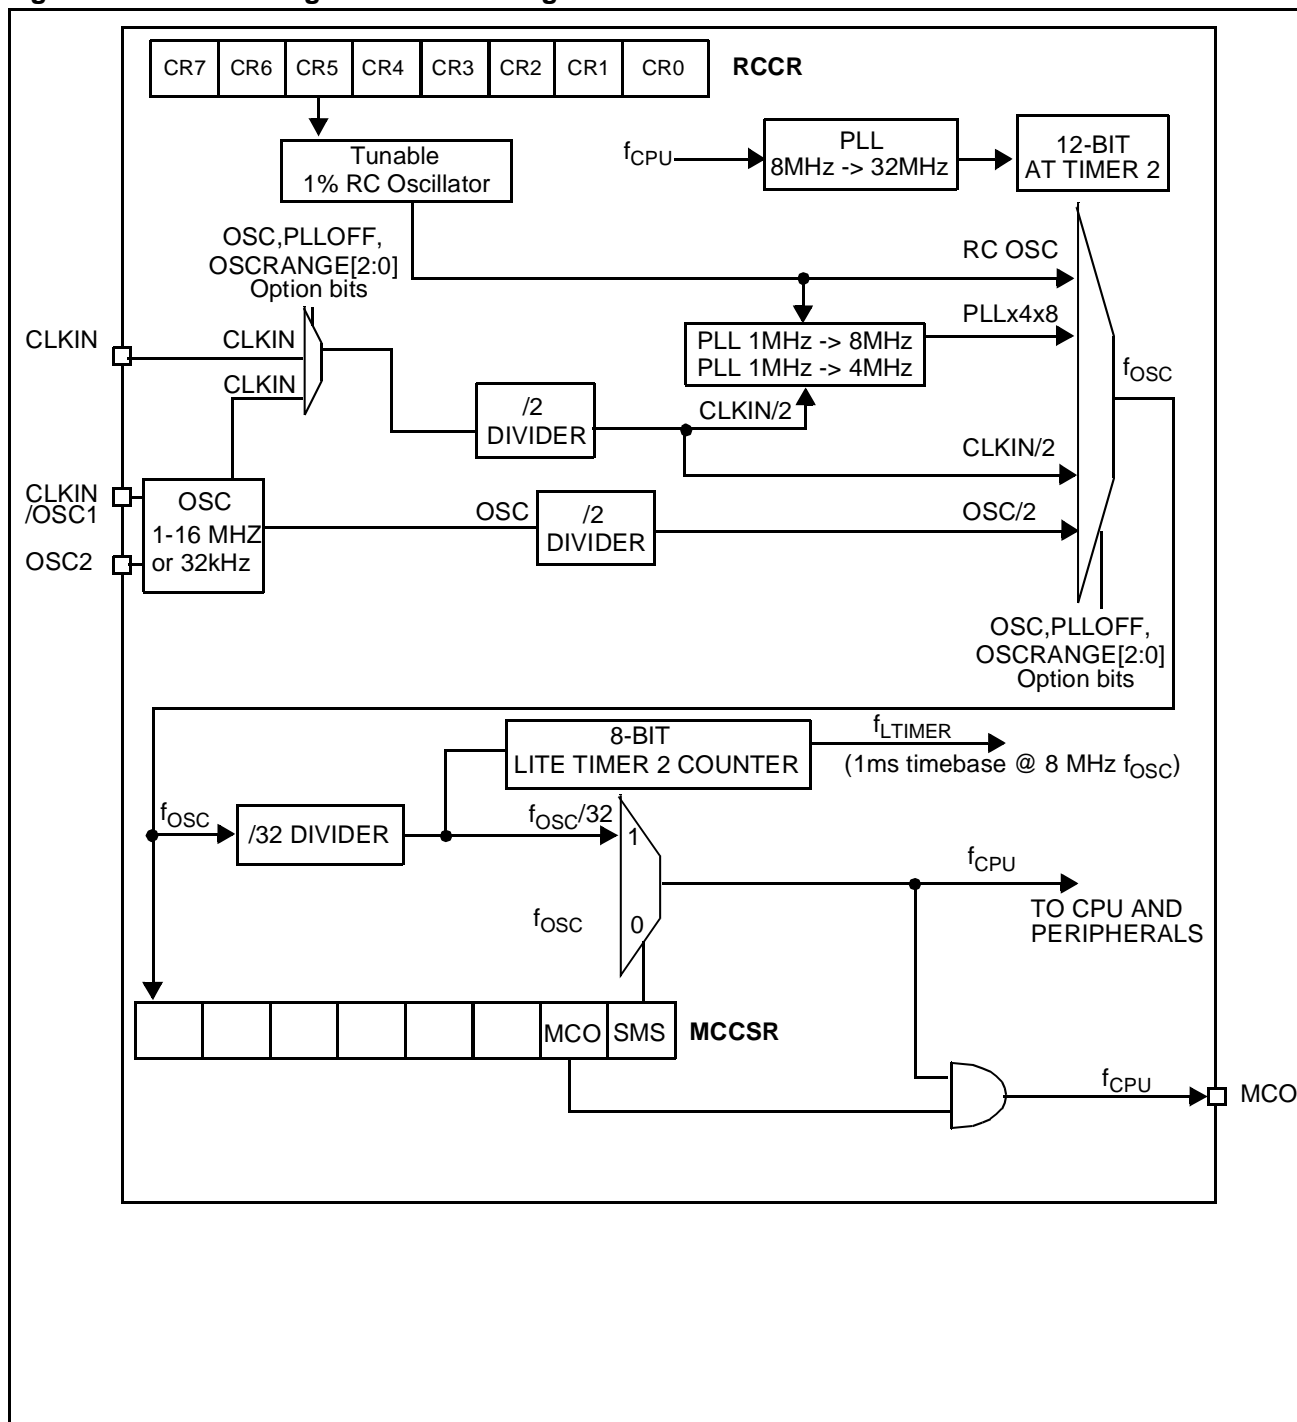 CR7 CR6 CR5 CR4 CR3 CR2 CR1 CR0 RCCR
Tunable
1% RC Oscillator
fCPU
PLL
8MHz -> 32MHz
12-BIT
AT TIMER 2
OSC,PLLOFF,
OSCRANGE[2:0]
Option bits
RC OSC
PLLx4x8
CLKIN
CLKIN
CLKIN
PLL 1MHz -> 8MHz
PLL 1MHz -> 4MHz
fOSC
/2
DIVIDER
CLKIN/2
CLKIN/2
CLKIN
/OSC1
OSC2
OSC
1-16 MHZ
or 32kHz
OSC
/2
DIVIDER
OSC/2
OSC,PLLOFF,
OSCRANGE[2:0]
Option bits
8-BIT
LITE TIMER 2 COUNTER
fLTIMER
(1ms timebase @ 8 MHz fOSC)
fOSC
/32 DIVIDER
fOSC/32
1
fOSC
0
fCPU
TO CPU AND
PERIPHERALS
MCO SMS MCCSR
fCPU
MCO